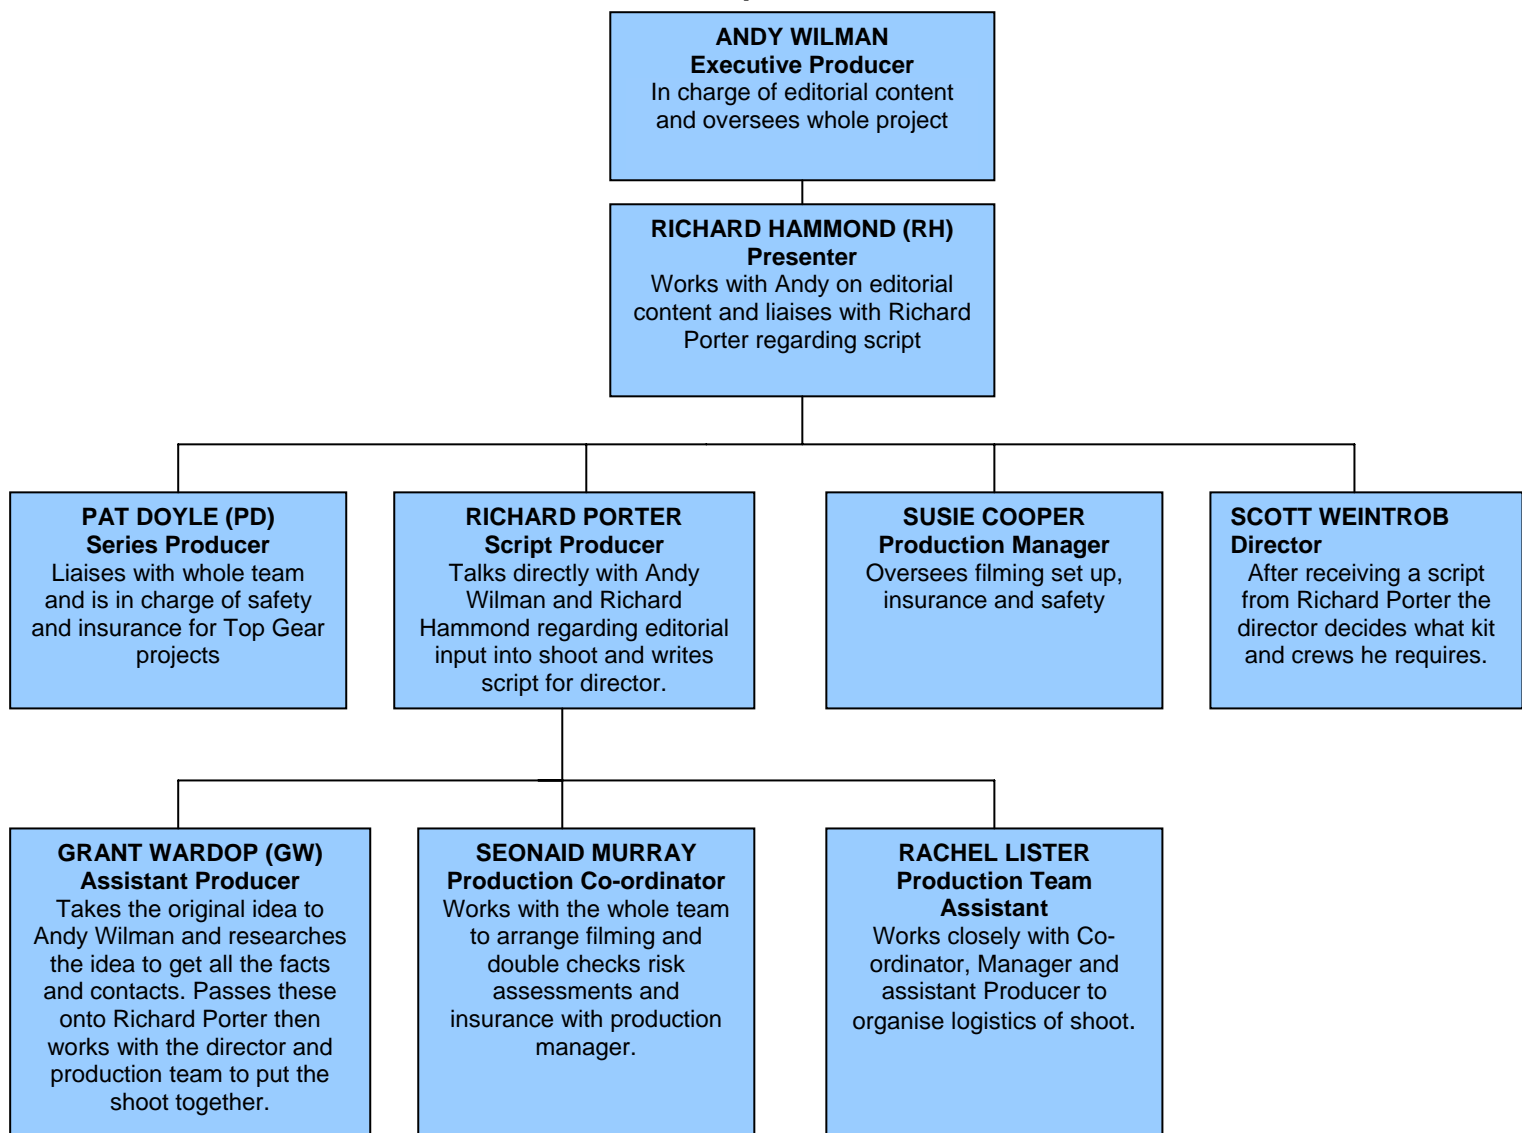 ANDY WILMAN
Executive Producer
In charge of editorial content
and oversees whole project
RICHARD HAMMOND (RH)
Presenter
Works with Andy on editorial
content and liaises with Richard
Porter regarding script
PAT DOYLE (PD)
Series Producer
Liaises with whole team
and is in charge of safety
and insurance for Top Gear
projects
RICHARD PORTER
Script Producer
Talks directly with Andy
Wilman and Richard
Hammond regarding editorial
input into shoot and writes
script for director.
SUSIE COOPER
Production Manager
Oversees filming set up,
insurance and safety
SCOTT WEINTROB
Director
After receiving a script
from Richard Porter the
director decides what kit
and crews he requires.
GRANT WARDOP (GW)
Assistant Producer
Takes the original idea to
Andy Wilman and researches
the idea to get all the facts
and contacts. Passes these
onto Richard Porter then
works with the director and
production team to put the
shoot together.
SEONAID MURRAY
Production Co-ordinator
Works with the whole team
to arrange filming and
double checks risk
assessments and
insurance with production
manager.
RACHEL LISTER
Production Team
Assistant
Works closely with Co-
ordinator, Manager and
assistant Producer to
organise logistics of shoot.